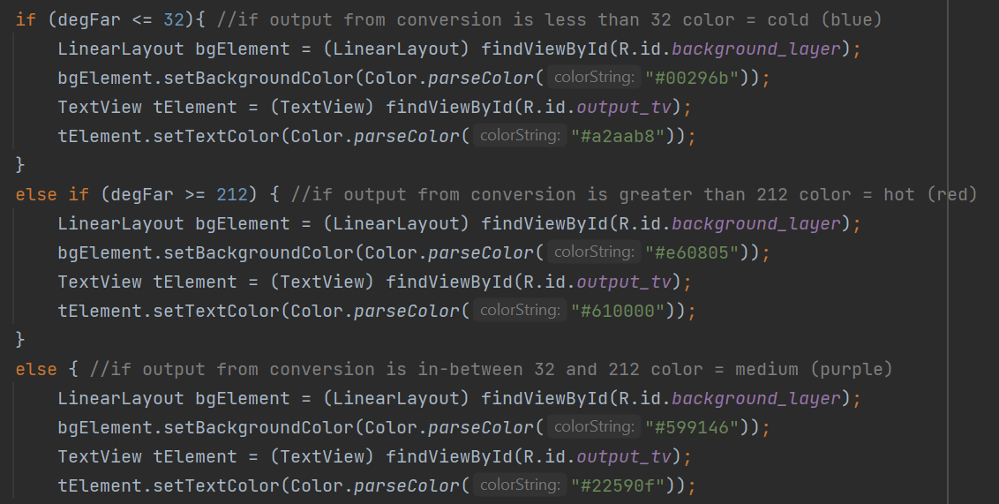 if (degFar <= 32){ //if output from conversion is less than 32 color = cold (blue)
LinearLayout bgElement = (LinearLayout) findViewById(R.id.background_layer);
bgElement.setBackgroundColor(Color.parseColor( colorString: "#00296b"));
TextView tElement = (TextView) findViewById(R.id.output_tv);
tElement.setTextColor(Color.parseColor( colorString: "#a2aab8"));
}
else if (degFar >= 212) { //if output from conversion is greater than 212 color = hot (red)
LinearLayout bgElement = (LinearLayout) findViewById(R.id.background_layer);
bgElement.setBackgroundColor(Color.parseColor( colorString: "#e60805"));
TextView tElement = (TextView) findViewById(R.id.output_tv);
tElement.setTextColor(Color.parseColor( colorString: "#610000"));
}
else { //if output from conversion is in-between 32 and 212 color = medium (purple)
LinearLayout bgElement = (LinearLayout) findViewById(R.id.background_layer);
bgElement.setBackgroundColor(Color.parseColor( colorString: "#599146"));
TextView tElement = (TextView) findViewById(R.id.output_tv);
tElement.setTextColor(Color.parseColor( colorString: "#22590f"));